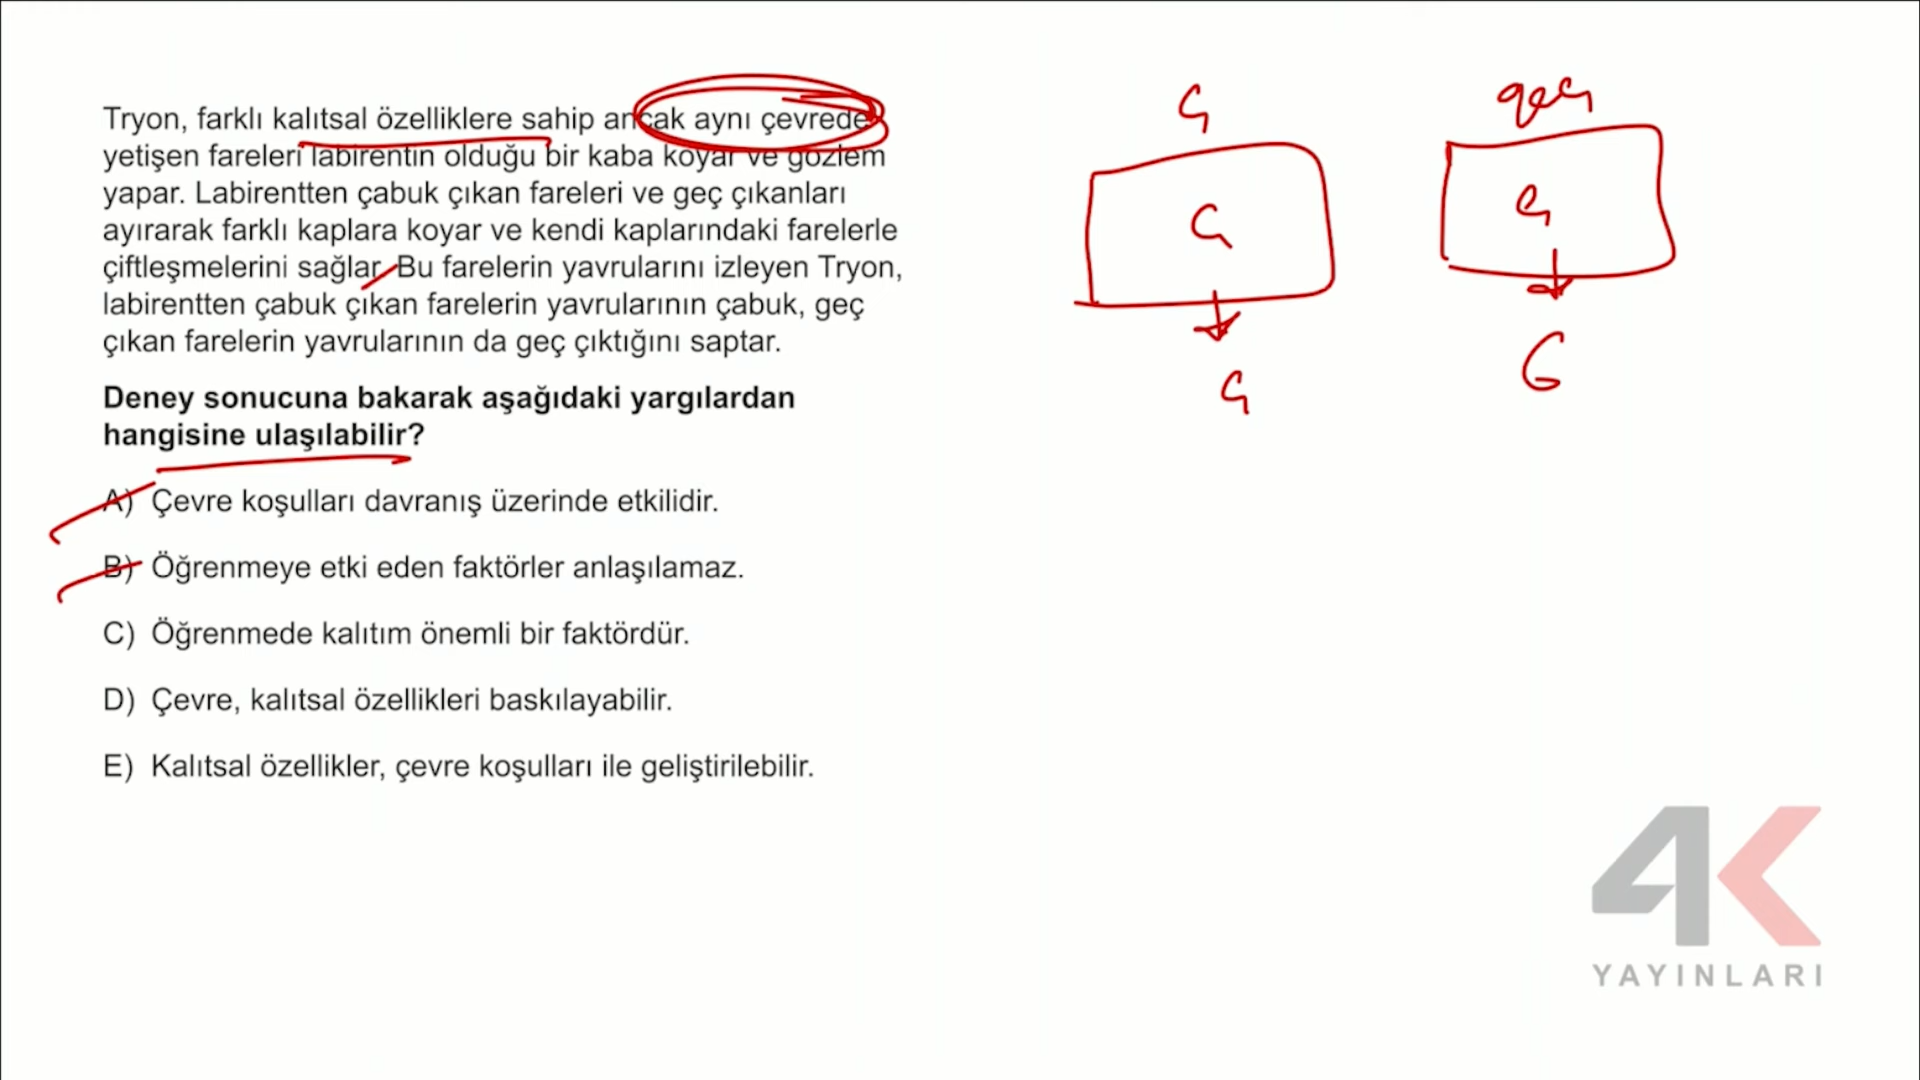 Tryon, farklı kalıtsal özelliklere sahip ancak aynı çevrede
yetişen fareleri labirentin olduğu bir kaba koyar ve gözlem
yapar. Labirentten çabuk çıkan fareleri ve geç çıkanları
ayırarak farklı kaplara koyar ve kendi kaplarındaki farelerle
çiftleşmelerini sağlar. Bu farelerin yavrularını izleyen Tryon,
labirentten çabuk çıkan farelerin yavrularının çabuk, geç
çıkan farelerin yavrularının da geç çıktığını saptar.
Deney sonucuna bakarak aşağıdaki yargılardan
hangisine ulaşılabilir?
A) Çevre koşulları davranış üzerinde etkilidir.
B) Öğrenmeye etki eden faktörler anlaşılamaz.
C) Öğrenmede kalıtım önemli bir faktördür.
D) Çevre, kalıtsal özellikleri baskılayabilir.
E) Kalıtsal özellikler, çevre koşulları ile geliştirilebilir.
Ç
geç
Ç
Ç
G
4K
YAYINLARI